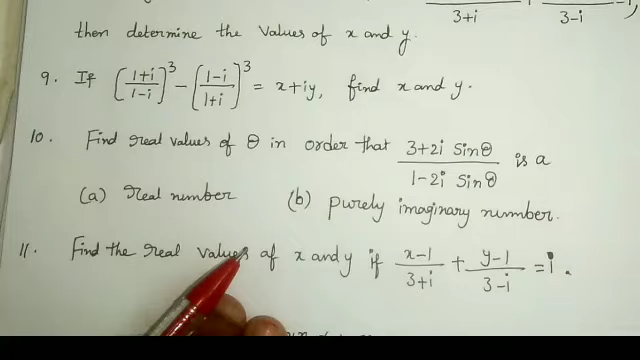 3+i 3-i
then determine the values of x and y.
9. If ((1+i)/(1-i))^3 - ((1-i)/(1+i))^3 = x+iy, find x and y.
10. Find real values of θ in order that (3+2i Sinθ)/(1-2i Sinθ) is a
(a) real number (b) purely imaginary number.
11. Find the real values of x and y if (x-1)/(3+i) + (y-1)/(3-i) = i.